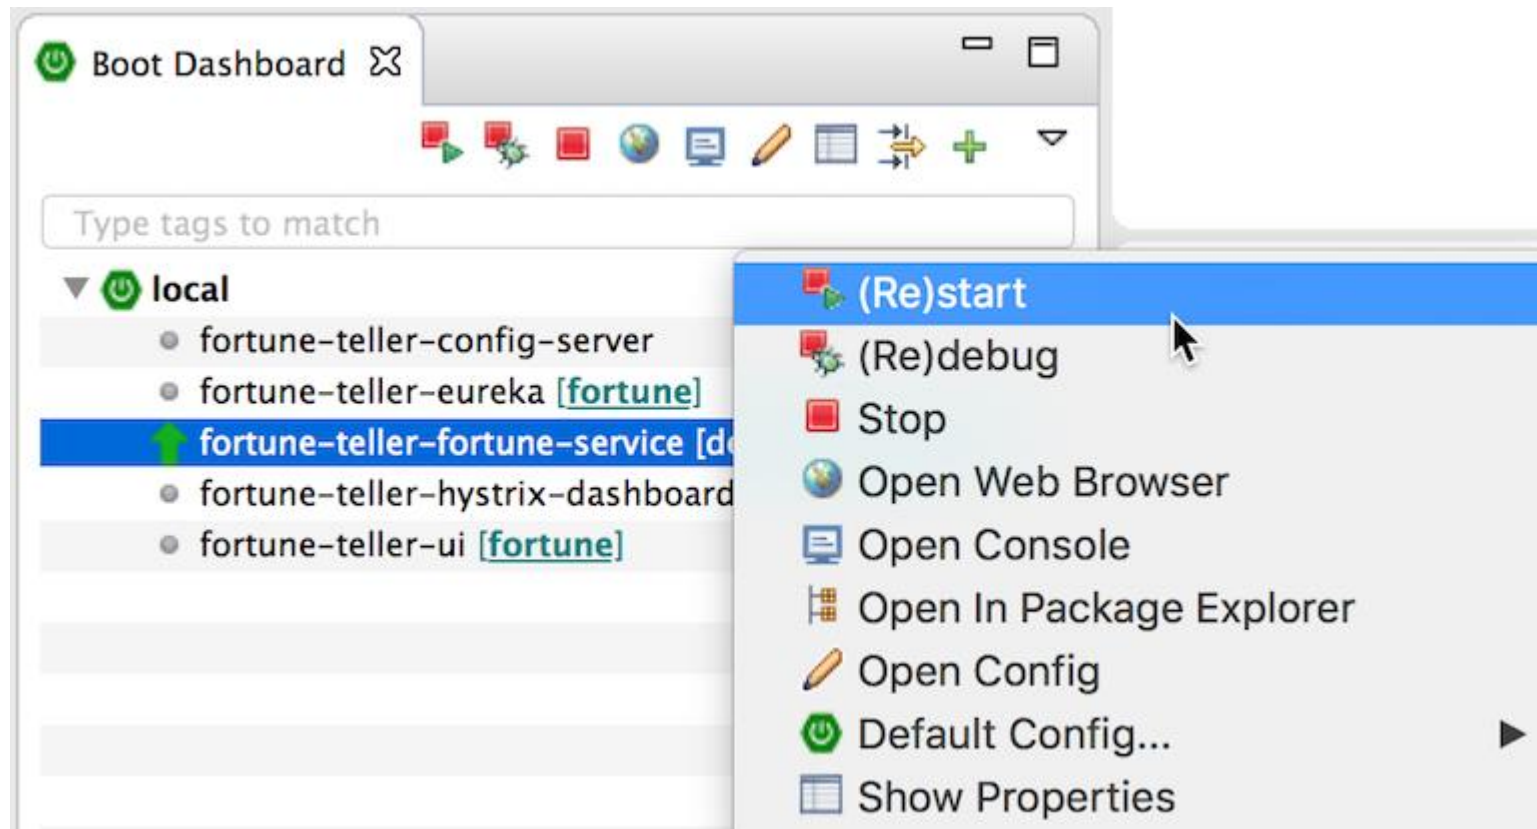 Boot Dashboard
Type tags to match
local
fortune-teller-config-server
fortune-teller-eureka [fortune]
fortune-teller-fortune-service
fortune-teller-hystrix-dashboard
fortune-teller-ui [fortune]
(Re)start
(Re)debug
Stop
Open Web Browser
Open Console
Open In Package Explorer
Open Config
Default Config...
Show Properties